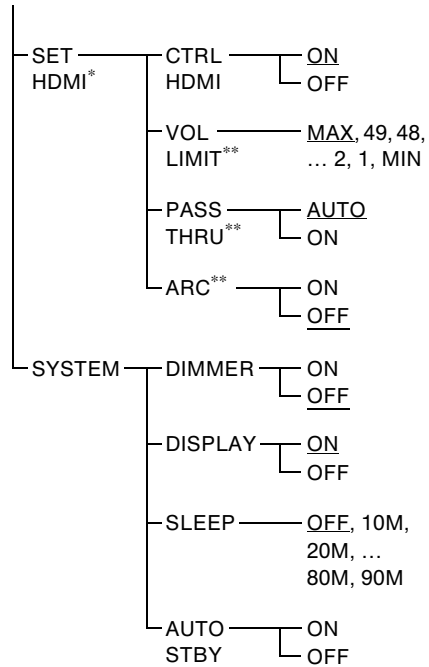 SET HDMI*
CTRL HDMI
ON
OFF
VOL LIMIT**
MAX, 49, 48,
… 2, 1, MIN
PASS THRU**
AUTO
ON
ARC**
ON
OFF
SYSTEM
DIMMER
ON
OFF
DISPLAY
ON
OFF
SLEEP
OFF, 10M,
20M, …
80M, 90M
AUTO STBY
ON
OFF